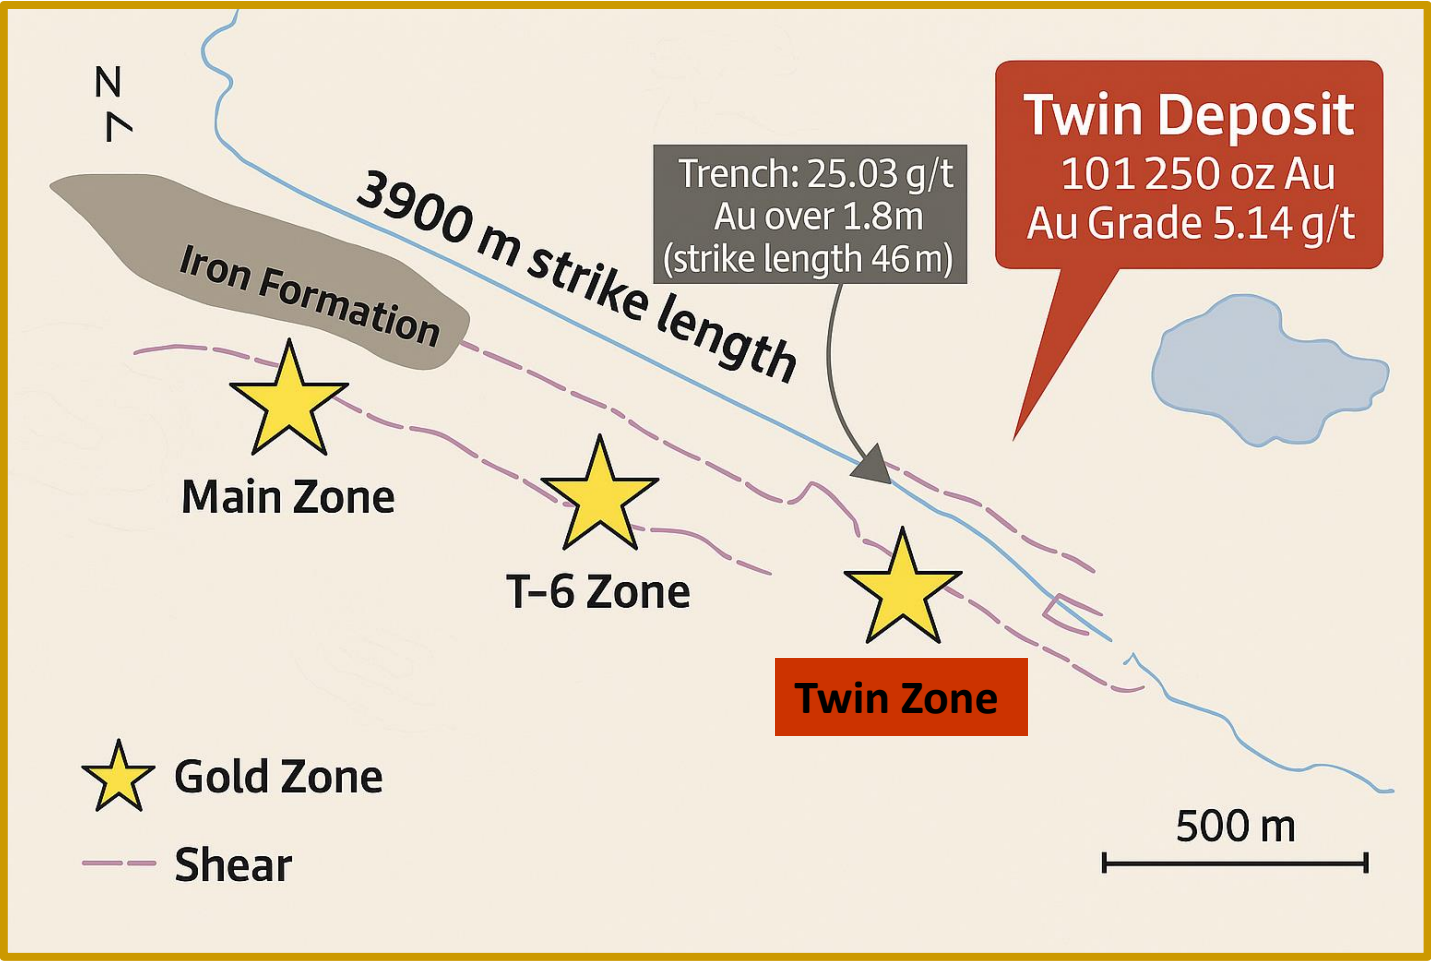 N
Twin Deposit
101 250 oz Au
Au Grade 5.14 g/t
Trench: 25.03 g/t
Au over 1.8m
(strike length 46 m)
3900 m strike length
Iron Formation
Main Zone
T-6 Zone
Twin Zone
Gold Zone
Shear
500 m